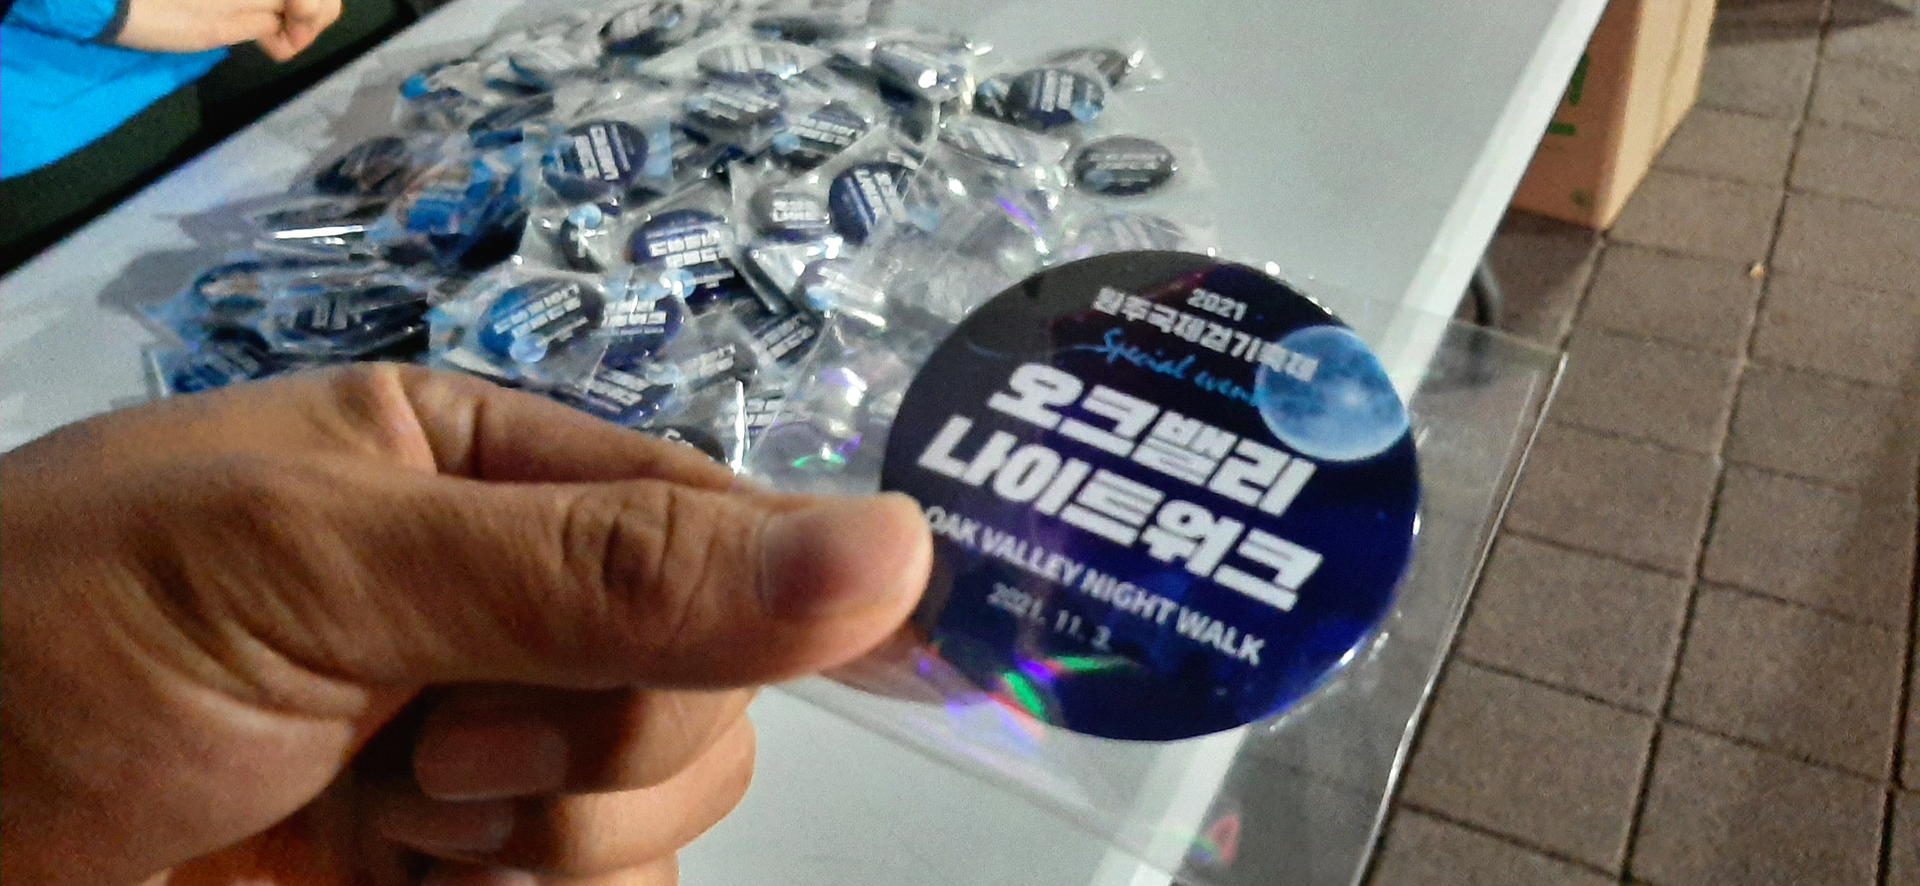 2021
원주국제걷기축제
Special event
오크밸리
나이트워크
OAK VALLEY NIGHT WALK
2021. 11. 3.